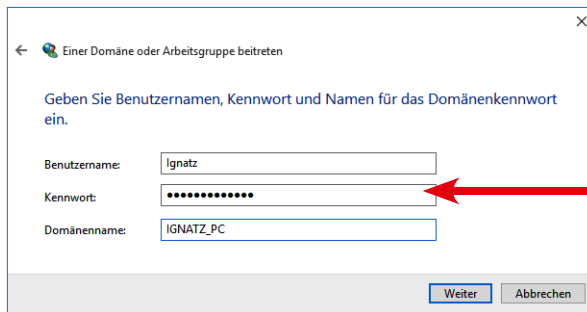 Einer Domäne oder Arbeitsgruppe beitreten
Geben Sie Benutzernamen, Kennwort und Namen für das Domänenkennwort
ein.
Benutzername: Ignatz
Kennwort: •••••••••••••
Domänenname: IGNATZ_PC
Weiter Abbrechen